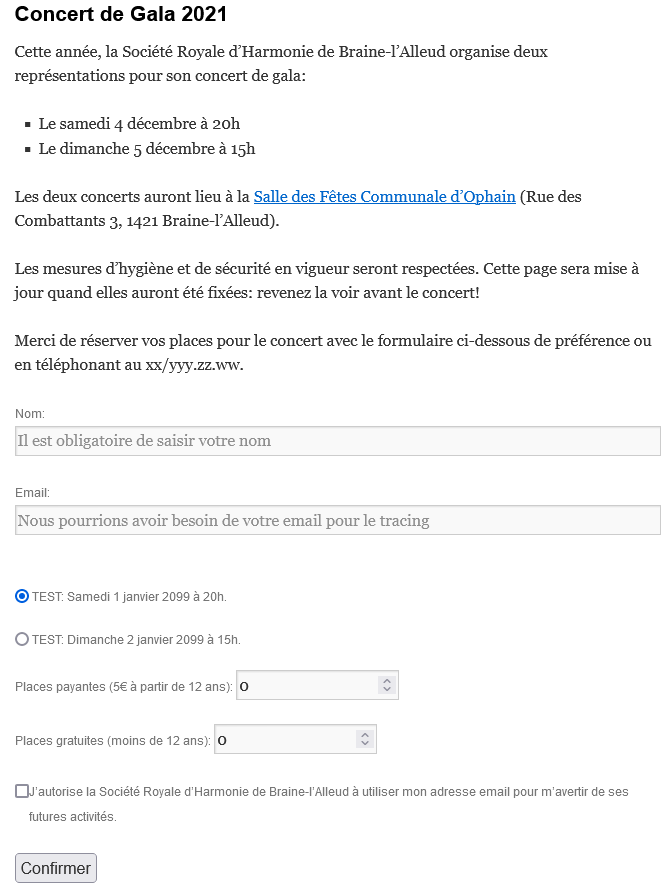 Concert de Gala 2021
Cette année, la Société Royale d’Harmonie de Braine-l’Alleud organise deux
représentations pour son concert de gala:
Le samedi 4 décembre à 20h
Le dimanche 5 décembre à 15h
Les deux concerts auront lieu à la Salle des Fêtes Communale d’Ophain (Rue des
Combattants 3, 1421 Braine-l’Alleud).
Les mesures d’hygiène et de sécurité en vigueur seront respectées. Cette page sera mise à
jour quand elles auront été fixées: revenez la voir avant le concert!
Merci de réserver vos places pour le concert avec le formulaire ci-dessous de préférence ou
en téléphonant au xx/yyy.zz.ww.
Nom:
Il est obligatoire de saisir votre nom
Email:
Nous pourrions avoir besoin de votre email pour le tracing
TEST: Samedi 1 janvier 2099 à 20h.
TEST: Dimanche 2 janvier 2099 à 15h.
Places payantes (5€ à partir de 12 ans): 0
Places gratuites (moins de 12 ans): 0
J’autorise la Société Royale d’Harmonie de Braine-l’Alleud à utiliser mon adresse email pour m’avertir de ses
futures activités.
Confirmer